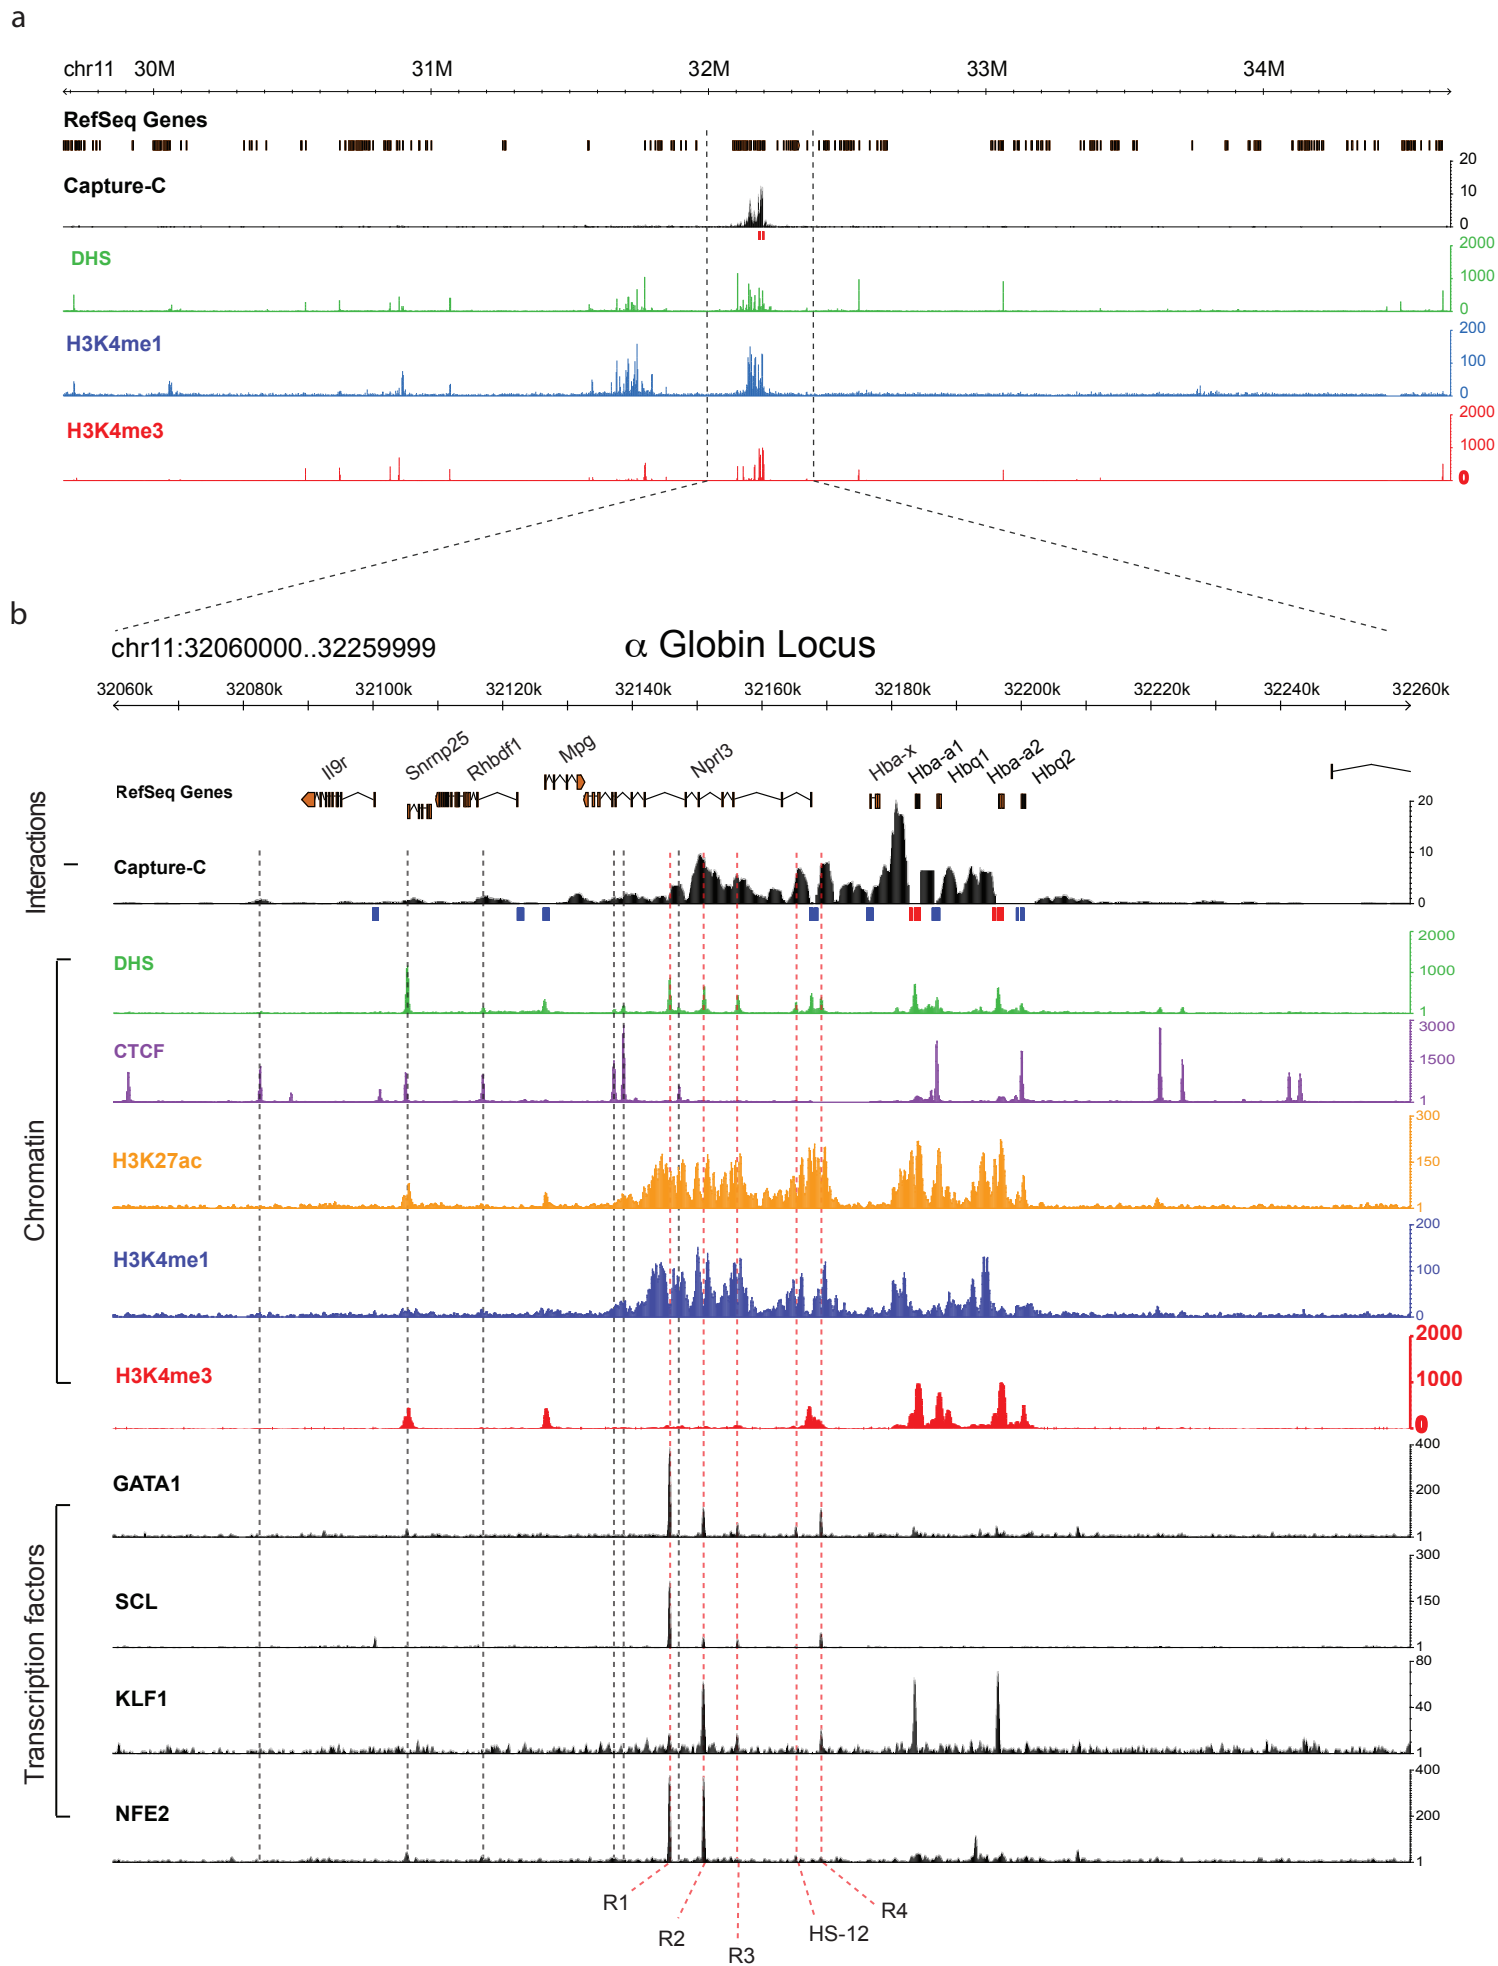 a
chr11 30M 31M 32M 33M 34M
RefSeq Genes
20
Capture-C
10
0
DHS
2000
1000
0
H3K4me1
200
100
0
H3K4me3
2000
1000
0
b
chr11:32060000..32259999
α Globin Locus
32060k 32080k 32100k 32120k 32140k 32160k 32180k 32200k 32220k 32240k 32260k
Il9r Snrnp25 Rhbdf1 Mpg Nprl3 Hba-x Hba-a1 Hbq1 Hba-a2 Hbq2
RefSeq Genes
Interactions
20
Capture-C
10
0
DHS
2000
1000
1
CTCF
3000
1500
1
Chromatin
H3K27ac
300
150
1
H3K4me1
200
100
0
H3K4me3
2000
1000
0
GATA1
400
200
1
Transcription factors
SCL
300
150
1
KLF1
80
40
1
NFE2
400
200
1
R1
R2
R3
HS-12
R4